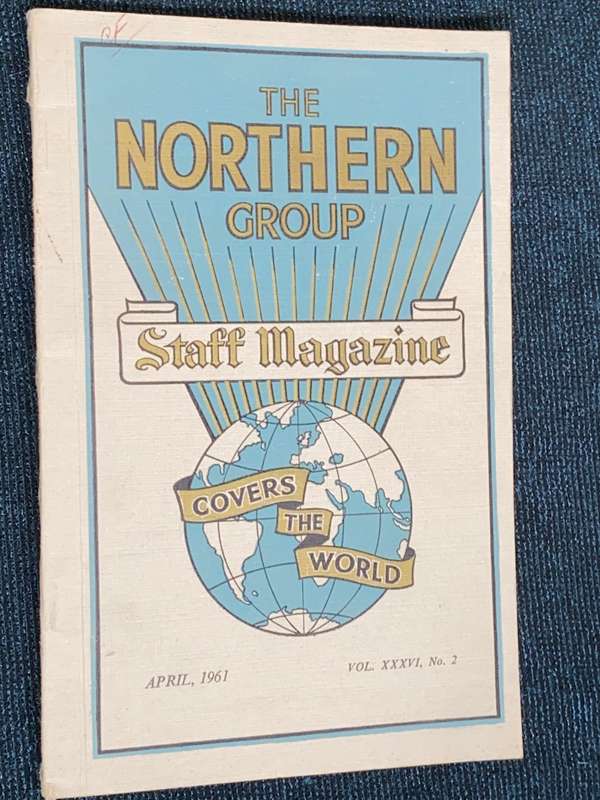 THE
NORTHERN
GROUP
Staff Magazine
COVERS
THE
WORLD
APRIL, 1961
VOL. XXXVI, No. 2